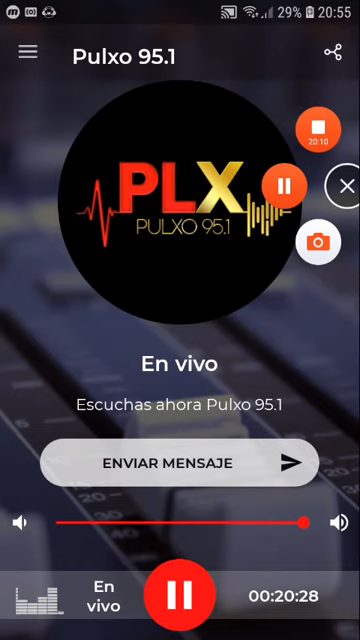 29% 20:55
Pulxo 95.1
20:10
PLX
PULXO 95.1
En vivo
Escuchas ahora Pulxo 95.1
ENVIAR MENSAJE
En
vivo
00:20:28